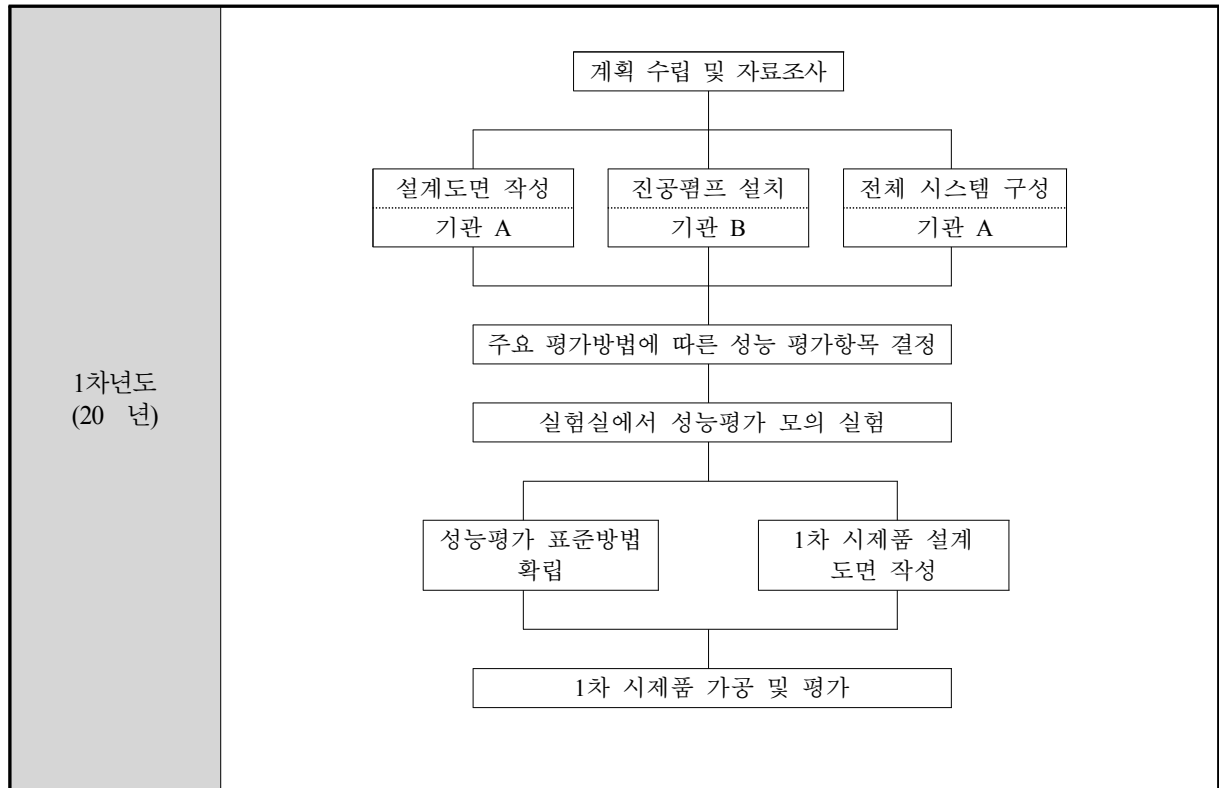 계획 수립 및 자료조사
설계도면 작성
기관 A
진공펌프 설치
기관 B
전체 시스템 구성
기관 A
주요 평가방법에 따른 성능 평가항목 결정
1차년도
(20 년)
실험실에서 성능평가 모의 실험
성능평가 표준방법
확립
1차 시제품 설계
도면 작성
1차 시제품 가공 및 평가